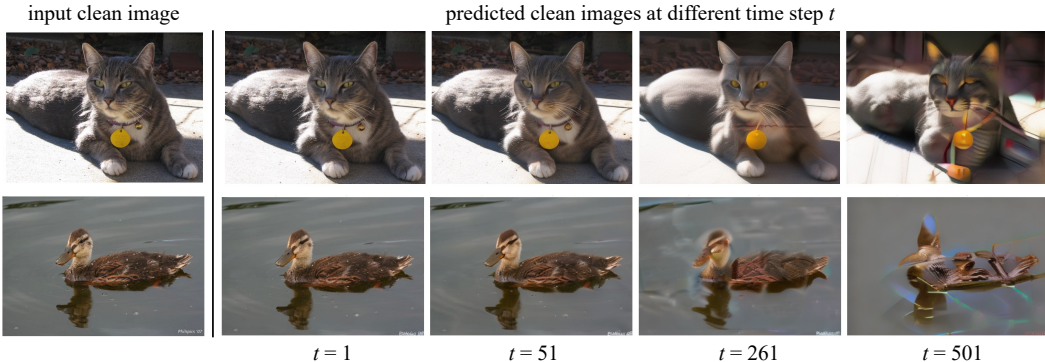 input clean image
predicted clean images at different time step t
t = 1
t = 51
t = 261
t = 501